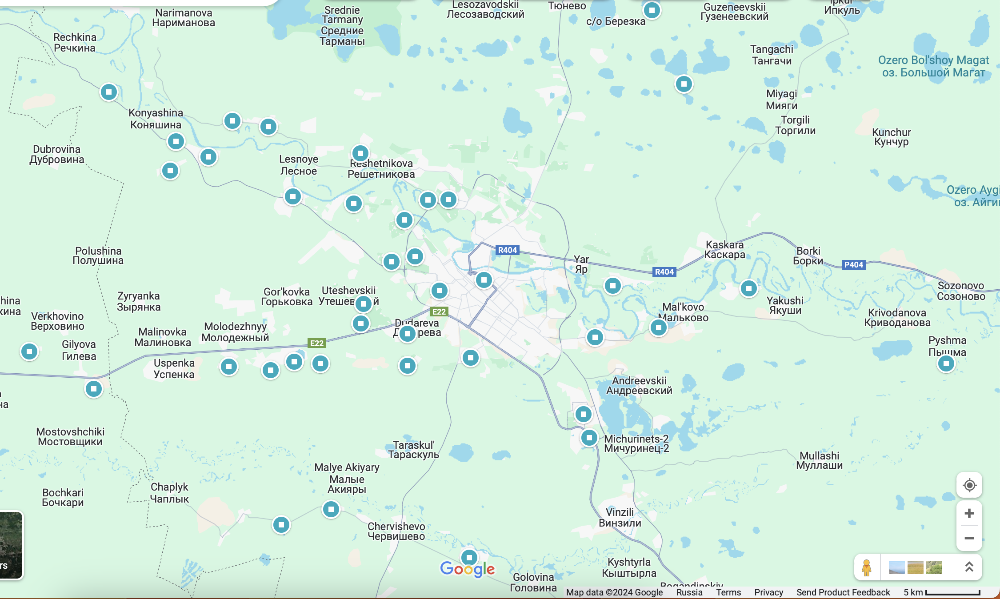 Narimanova
Нариманова
Srednie
Tarmany
Средние
Тарманы
Lesozavodskii
Лесозаводский
Тюнево
с/о Березка
Guzeneevskii
Гузенеевский
Ипкуль
Rechkina
Речкина
Tangachi
Тангачи
Ozero Bol'shoy Magat
оз. Большой Магат
Miyagi
Мияги
Konyashina
Коняшина
Torgili
Торгили
Kunchur
Кунчур
Dubrovina
Дубровина
Lesnoye
Лесное
Reshetnikova
Решетникова
Ozero Aygi
оз. Айги
R404
Kaskara
Каскара
Borki
Борки
Yar
Яр
R404
P404
Polushina
Полушина
Sozonovo
Созоново
Zyryanka
Зырянка
Gor'kovka
Горьковка
Uteshevskii
Утешев й
hina
кина
Yakushi
Якуши
Mal'kovo
Мальково
E22
Verkhovino
Верховино
Krivodanova
Криводанова
Molodezhnyy
Молодежный
Dudareva
Д рева
Malinovka
Малиновка
E22
Gilyova
Гилева
Pyshma
Пышма
Uspenka
Успенка
Andreevskii
Андреевский
на
Mostovshchiki
Мостовщики
Michurinets-2
Мичуринец-2
Taraskul'
Тараскуль
Mullashi
Муллаши
Malye Akiyary
Малые
Акияры
Chaplyk
Чаплык
Bochkari
Бочкари
Vinzili
Винзили
Chervishevo
Червишево
rs
Google
Kyshtyrla
Кыштырла
Golovina
Головина
Bogandinskiy
Map data ©2024 Google Russia Terms Privacy Send Product Feedback 5 km